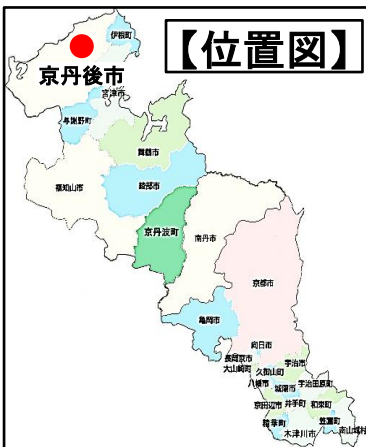 【位置図】
伊根町
京丹後市
宮津市
与謝野町
舞鶴市
福知山市
綾部市
京丹波町
南丹市
京都市
亀岡市
向日市
長岡京市
大山崎町
宇治市
久御山町
八幡市
城陽市
宇治田原町
京田辺市
井手町
和束町
精華町
笠置町
南山城村
木津川市